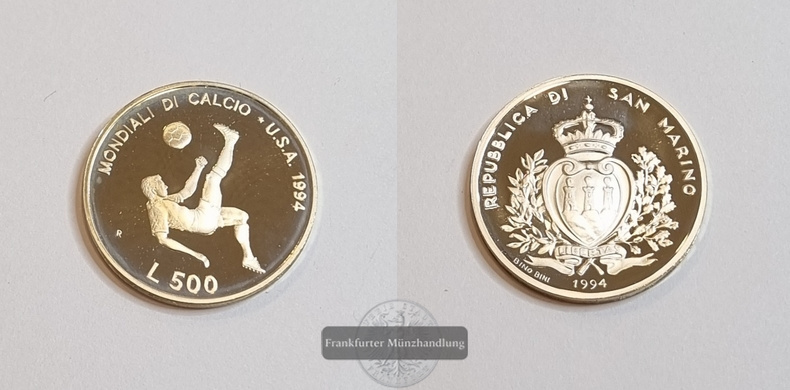 MONDIALI DI CALCIO * U.S.A. 1994
R
L 500
REPUBBLICA DI SAN MARINO
LIBERTAS
BINO BINI
1994
Frankfurter Münzhandlung